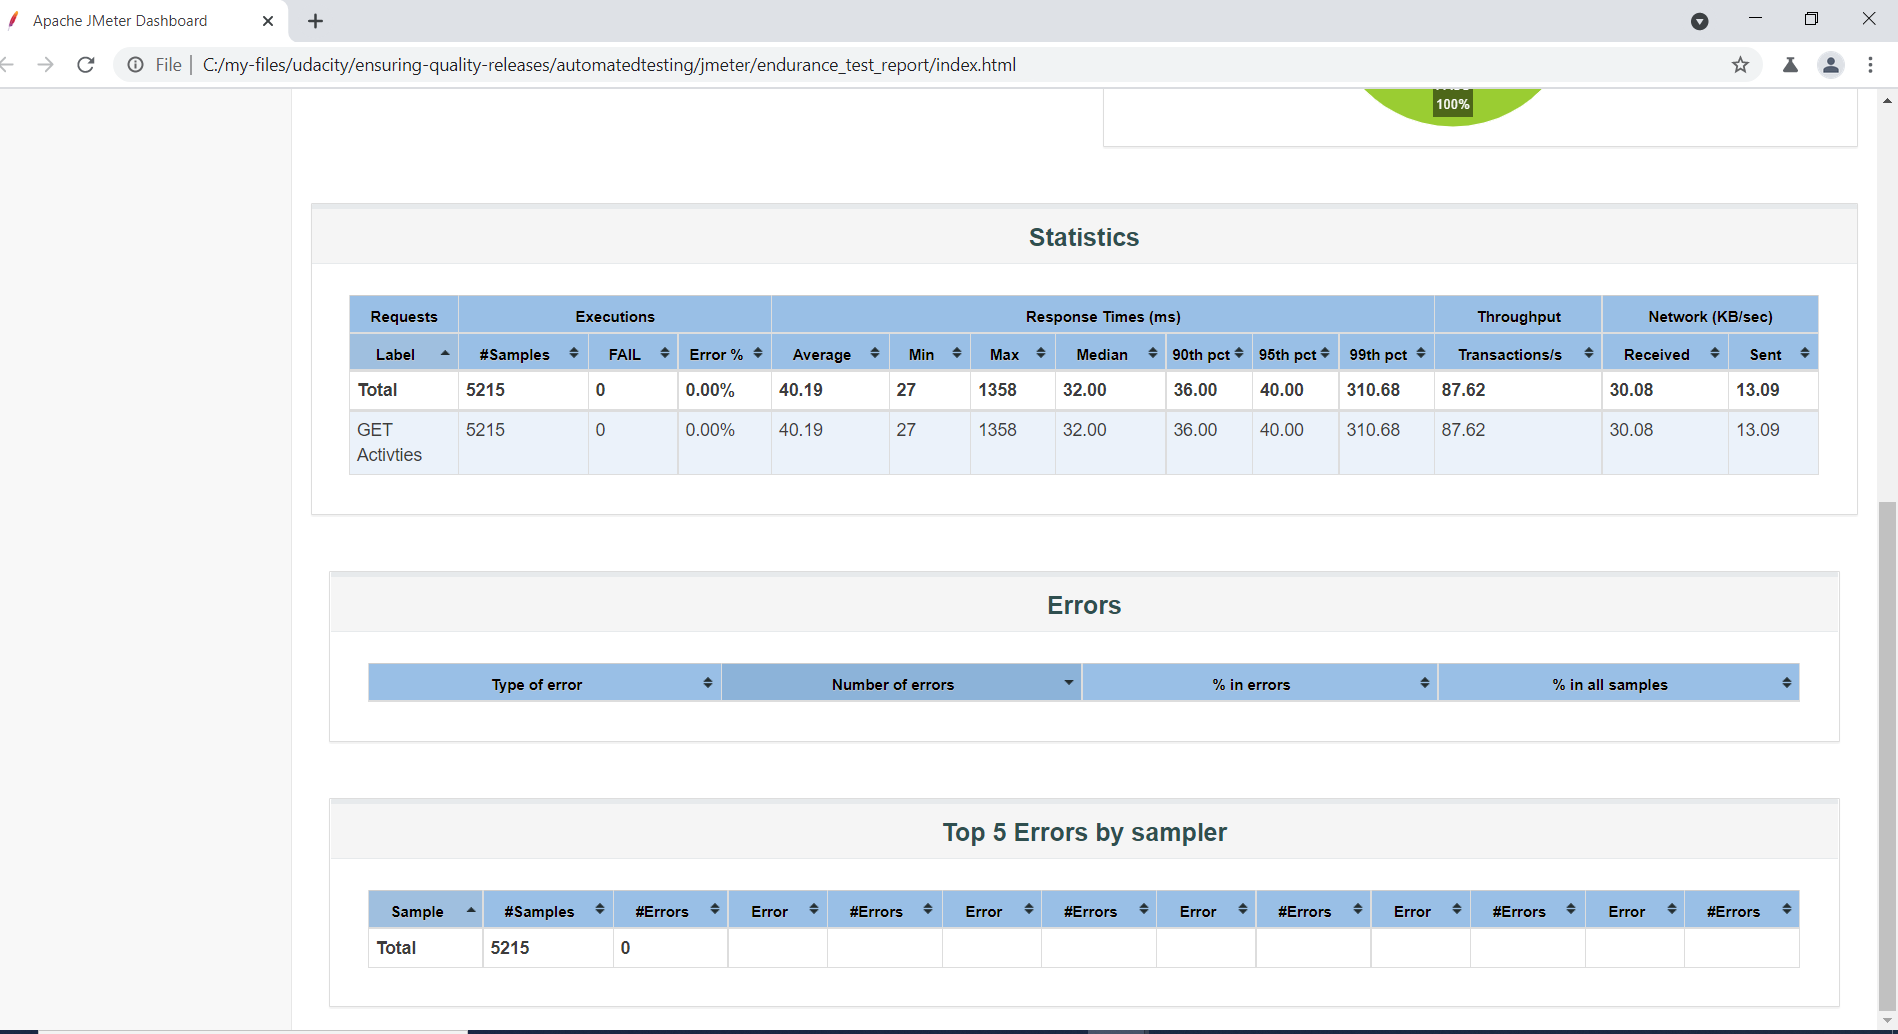 Apache JMeter Dashboard
File C:/my-files/udacity/ensuring-quality-releases/automatedtesting/jmeter/endurance_test_report/index.html
100%
Statistics
Requests Executions Response Times (ms) Throughput Network (KB/sec)
Label #Samples FAIL Error % Average Min Max Median 90th pct 95th pct 99th pct Transactions/s Received Sent
Total 5215 0 0.00% 40.19 27 1358 32.00 36.00 40.00 310.68 87.62 30.08 13.09
GET 5215 0 0.00% 40.19 27 1358 32.00 36.00 40.00 310.68 87.62 30.08 13.09
Activties
Errors
Type of error Number of errors % in errors % in all samples
Top 5 Errors by sampler
Sample #Samples #Errors Error #Errors Error #Errors Error #Errors Error #Errors Error #Errors
Total 5215 0